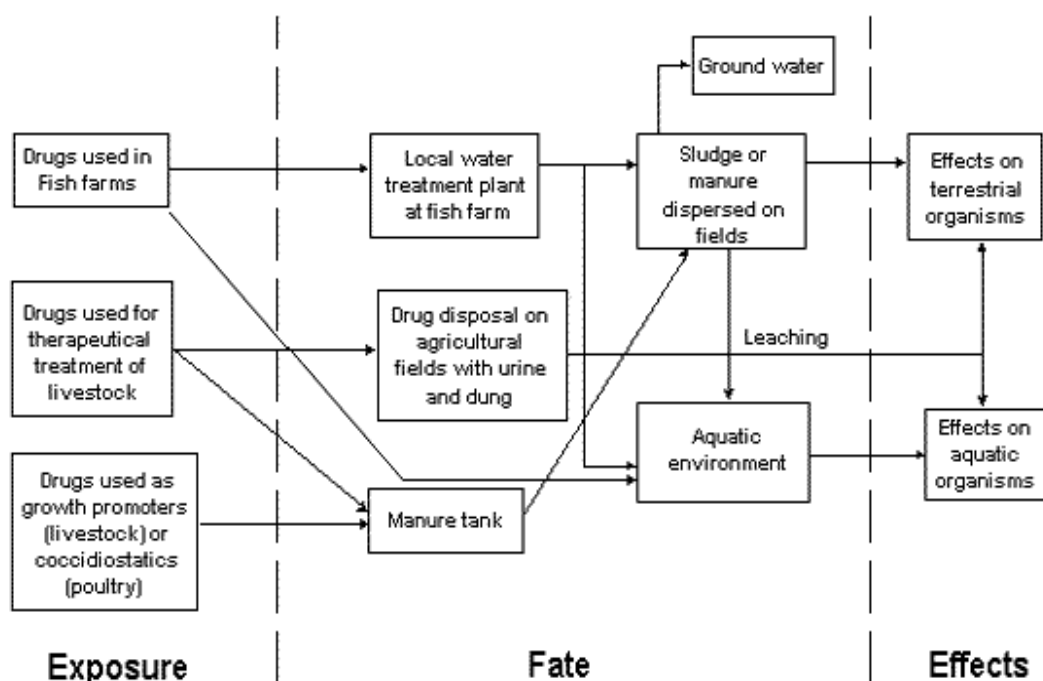 Ground water
Drugs used in
Fish farms
Local water
treatment plant
at fish farm
Sludge or
manure
dispersed on
fields
Effects on
terrestrial
organisms
Drugs used for
therapeutical
treatment of
livestock
Drug disposal on
agricultural
fields with urine
and dung
Leaching
Drugs used as
growth promoters
(livestock) or
coccidiostatics
(poultry)
Manure tank
Aquatic
environment
Effects on
aquatic
organisms
Exposure
Fate
Effects